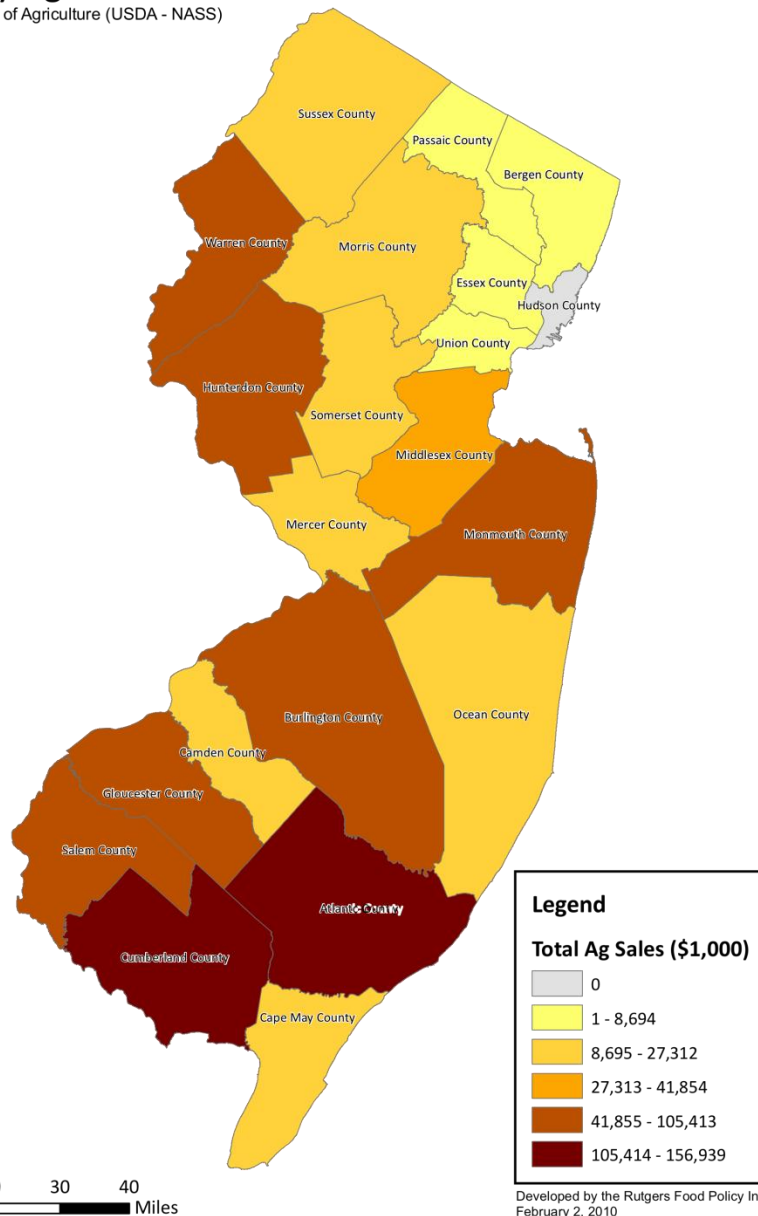 of Agriculture (USDA - NASS)
Sussex County
Passaic County
Bergen County
Warren County
Morris County
Essex County
Hudson County
Union County
Hunterdon County
Somerset County
Middlesex County
Mercer County
Monmouth County
Burlington County
Ocean County
Camden County
Gloucester County
Salem County
Atlantic County
Cumberland County
Cape May County
Legend
Total Ag Sales ($1,000)
0
1 - 8,694
8,695 - 27,312
27,313 - 41,854
41,855 - 105,413
105,414 - 156,939
30 40
Miles
Developed by the Rutgers Food Policy In
February 2, 2010